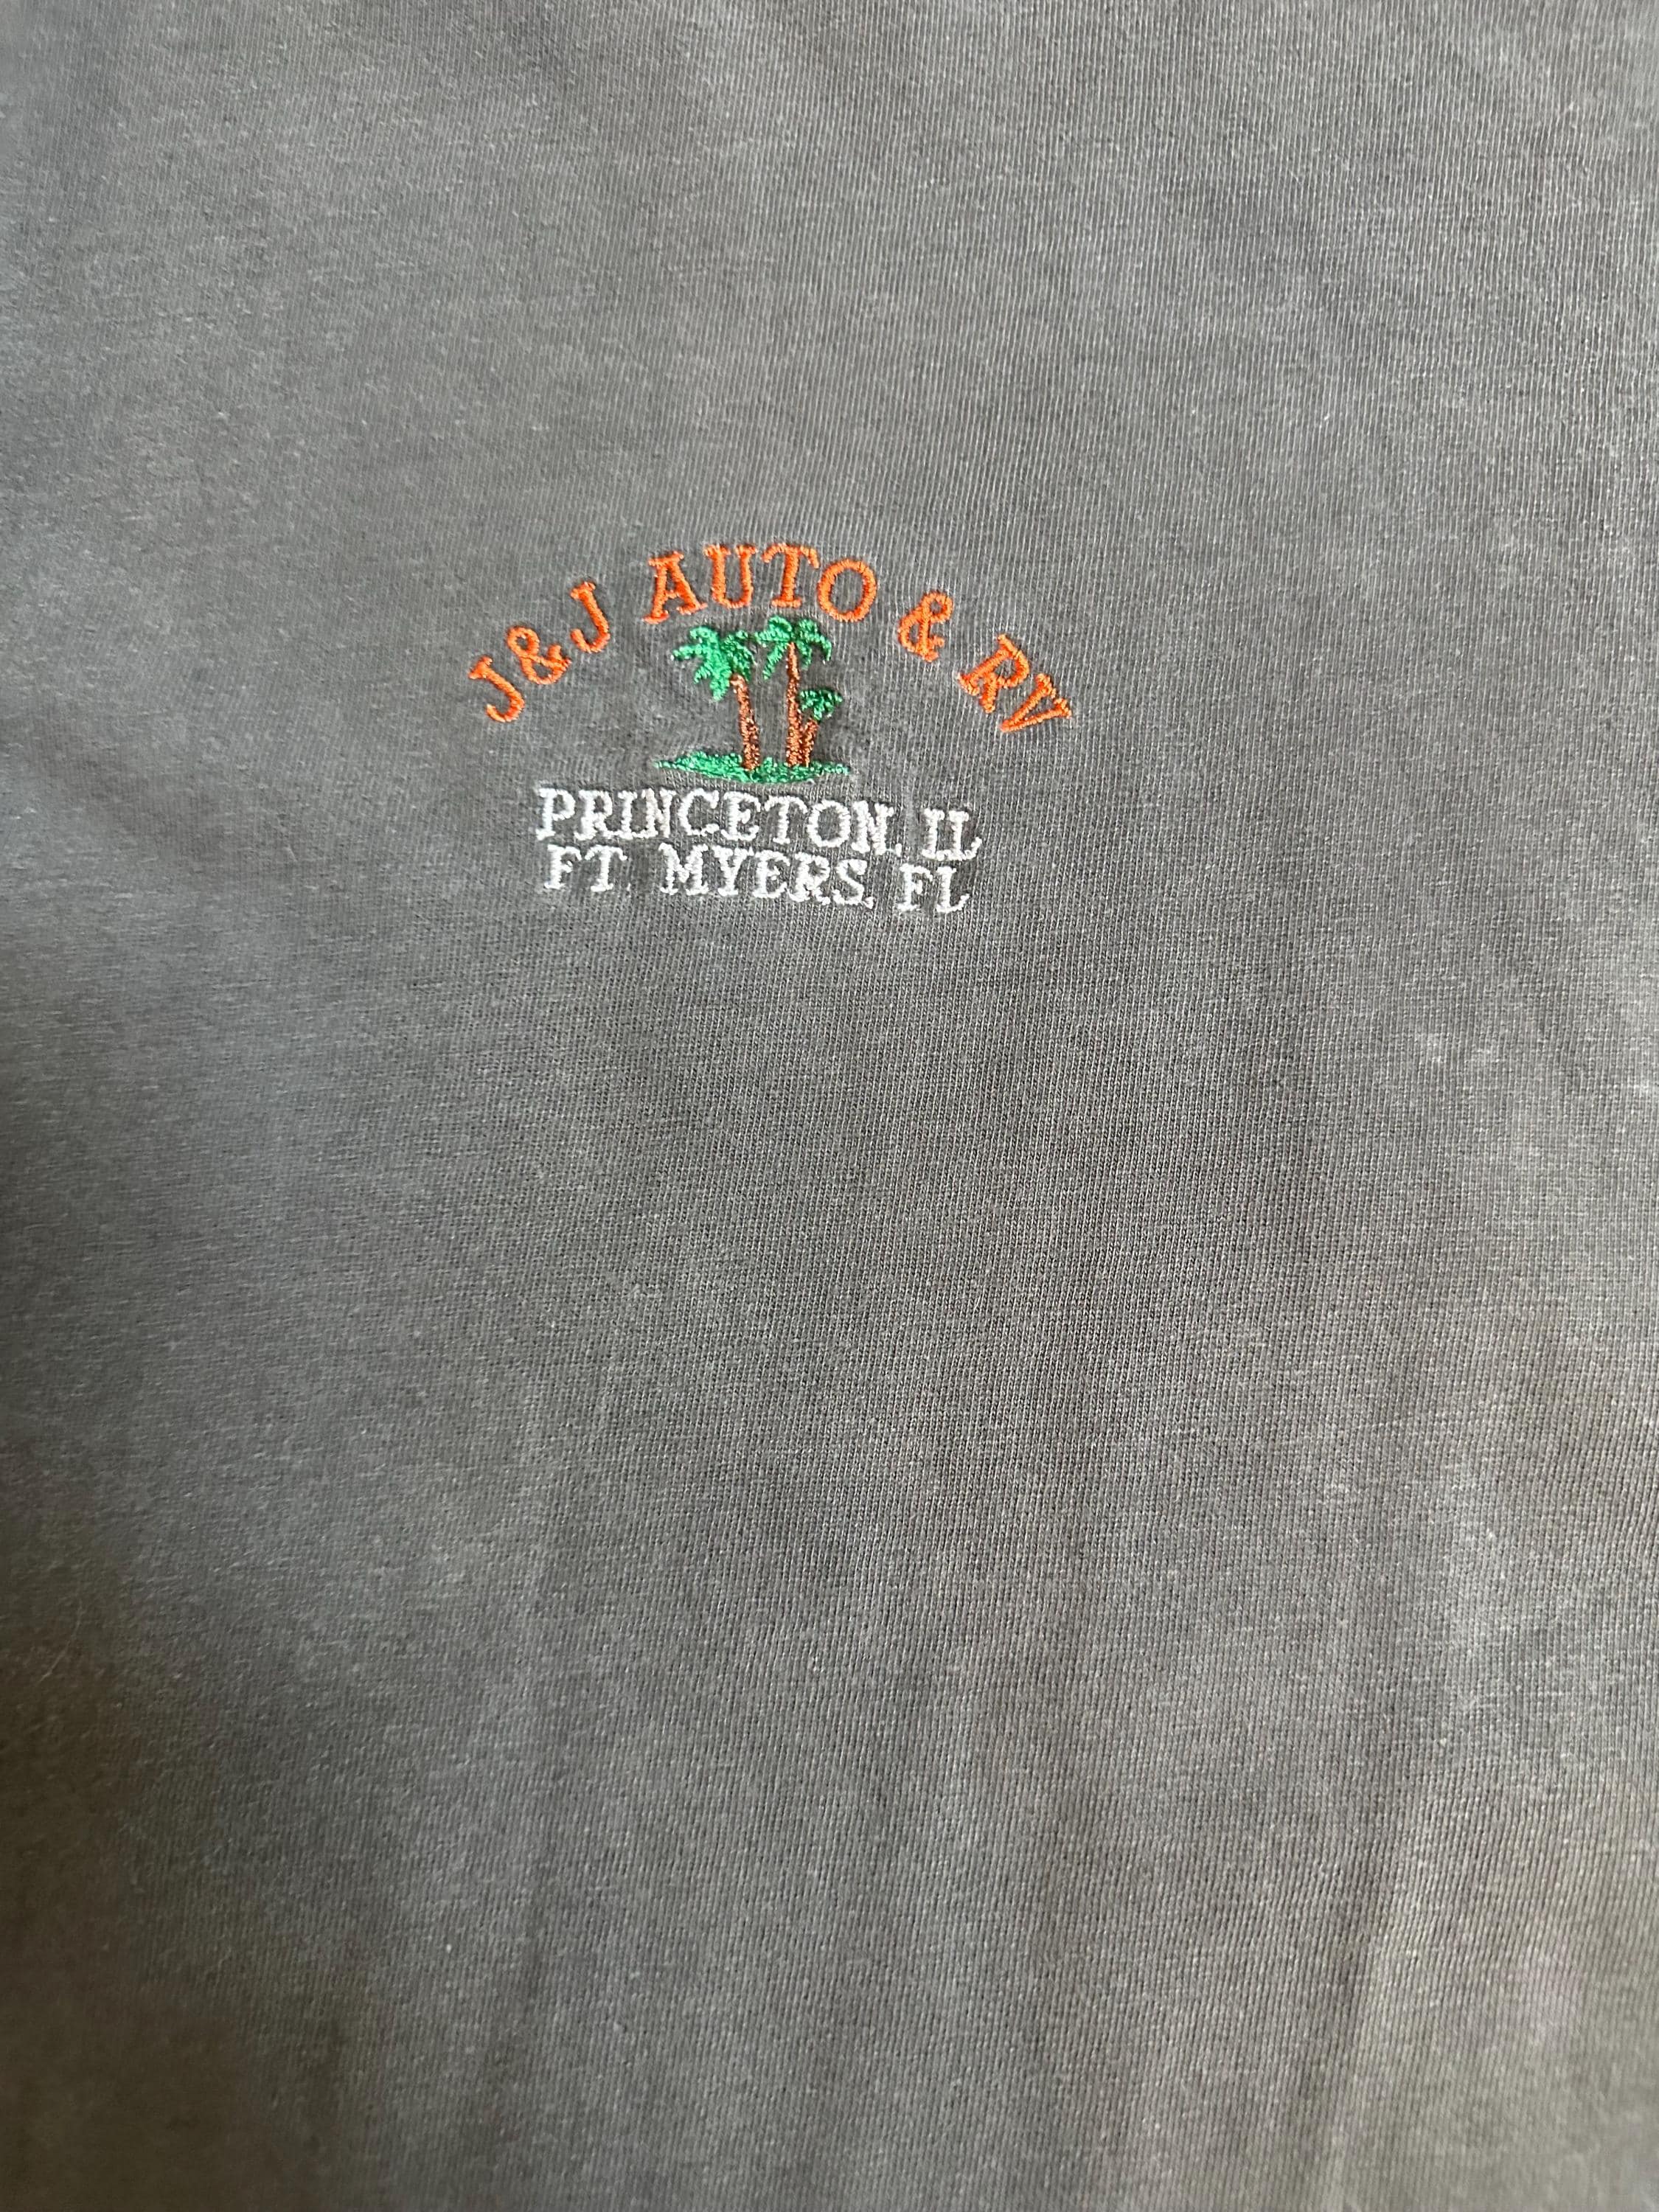 J&J AUTO & RV
PRINCETON, IL
FT. MYERS, FL